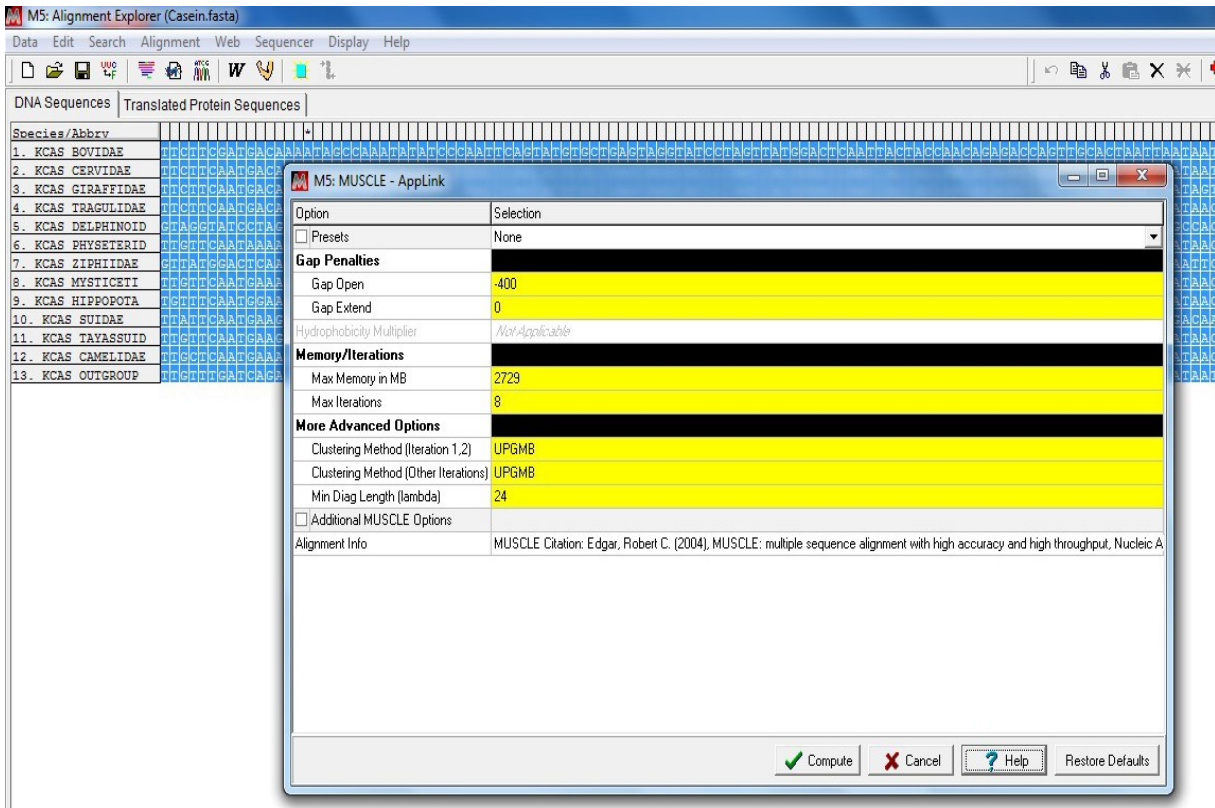 M5: Alignment Explorer (Casein.fasta)
Data Edit Search Alignment Web Sequencer Display Help
W
DNA Sequences Translated Protein Sequences
Species/Abbrv *
1. KCAS BOVIDAE
2. KCAS CERVIDAE
3. KCAS GIRAFFIDAE
4. KCAS TRAGULIDAE
5. KCAS DELPHINOID
6. KCAS PHYSETERID
7. KCAS ZIPHIIDAE
8. KCAS MYSTICETI
9. KCAS HIPPOPOTA
10. KCAS SUIDAE
11. KCAS TAYASSUID
12. KCAS CAMELIDAE
13. KCAS OUTGROUP
M5: MUSCLE - AppLink
Option Selection
Presets None
Gap Penalties
Gap Open -400
Gap Extend 0
Hydrophobicity Multiplier Not Applicable
Memory/Iterations
Max Memory in MB 2729
Max Iterations 8
More Advanced Options
Clustering Method (Iteration 1,2) UPGMB
Clustering Method (Other Iterations) UPGMB
Min Diag Length (lambda) 24
Additional MUSCLE Options
Alignment Info MUSCLE Citation: Edgar, Robert C. (2004), MUSCLE: multiple sequence alignment with high accuracy and high throughput, Nucleic A
Compute Cancel Help Restore Defaults